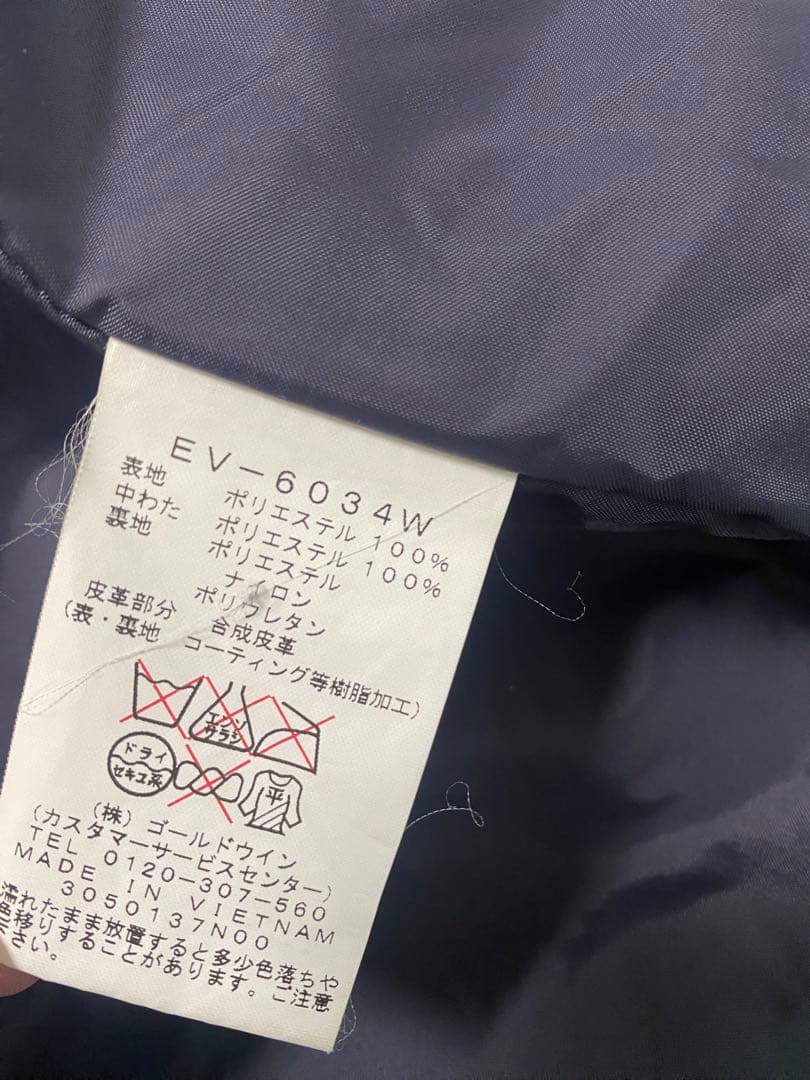 EV-6034W
表地 ポリエステル 100%
中わた ポリエステル 100%
裏地 ポリエステル
ナイロン
ポリウレタン
皮革部分 合成皮革
(表・裏地 コーティング等樹脂加工)
エンソ
サラシ
ドライ
セキユ系
平
(株) ゴールドウイン
(カスタマーサービスセンター)
TEL 0120-307-560
MADE IN VIETNAM
3050137N00
濡れたまま放置すると多少色落ちや
色移りすることがあります。ご注意
下さい。